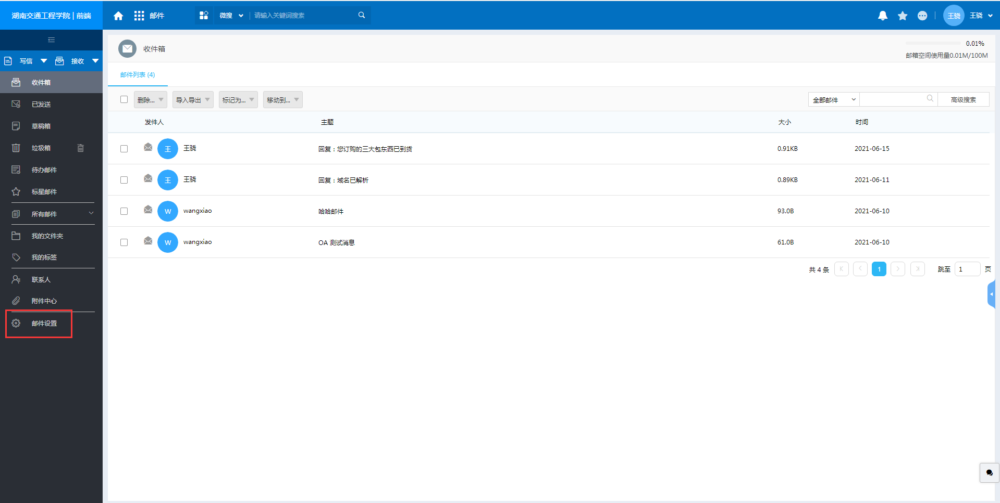 湖南交通工程学院 | 前端
邮件
微搜
请输入关键词搜索
王骁
王骁
写信
接收
收件箱
已发送
草稿箱
垃圾箱
待办邮件
标星邮件
所有邮件
我的文件夹
我的标签
联系人
附件中心
邮件设置
收件箱
0.01%
邮箱空间使用量0.01M/100M
邮件列表 (4)
删除...
导入导出
标记为...
移动到...
全部邮件
高级搜索
发件人 主题 大小 时间
王 王骁 回复：您订购的三大包东西已到货 0.91KB 2021-06-15
王 王骁 回复：域名已解析 0.89KB 2021-06-11
W wangxiao 哈哈邮件 93.0B 2021-06-10
W wangxiao OA 测试消息 61.0B 2021-06-10
共 4 条 1 跳至 1 页